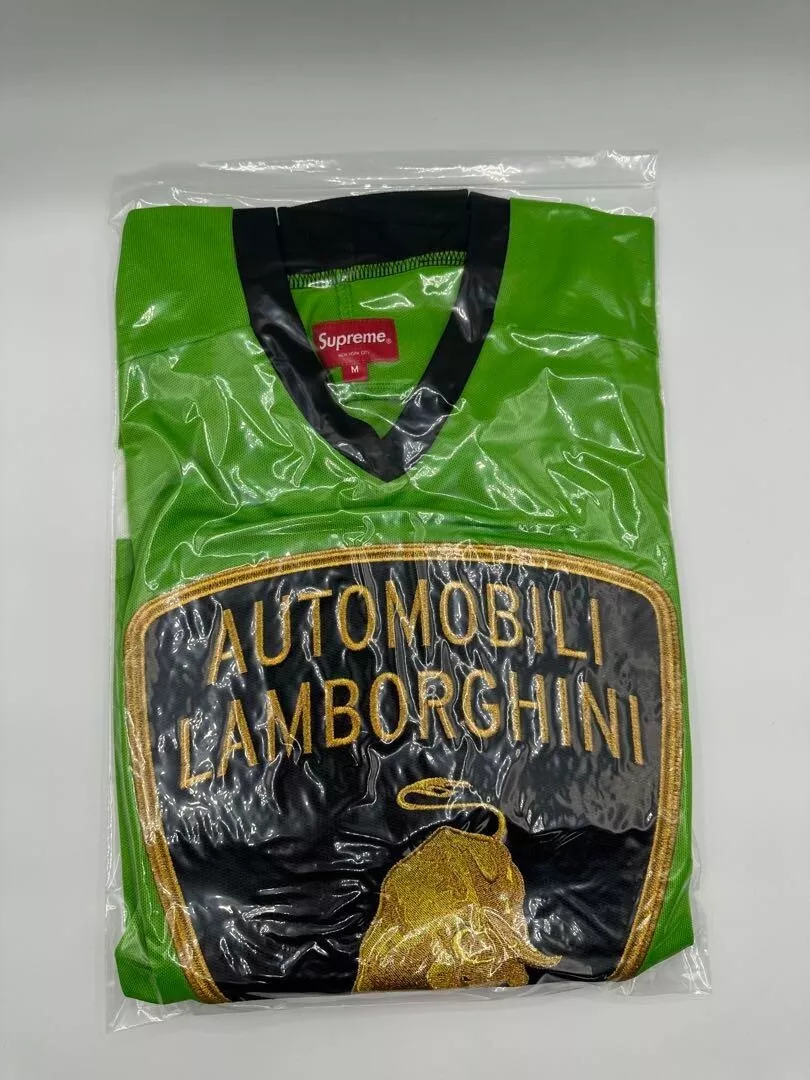 Supreme®
NEW YORK CITY
M
AUTOMOBILI
LAMBORGHINI